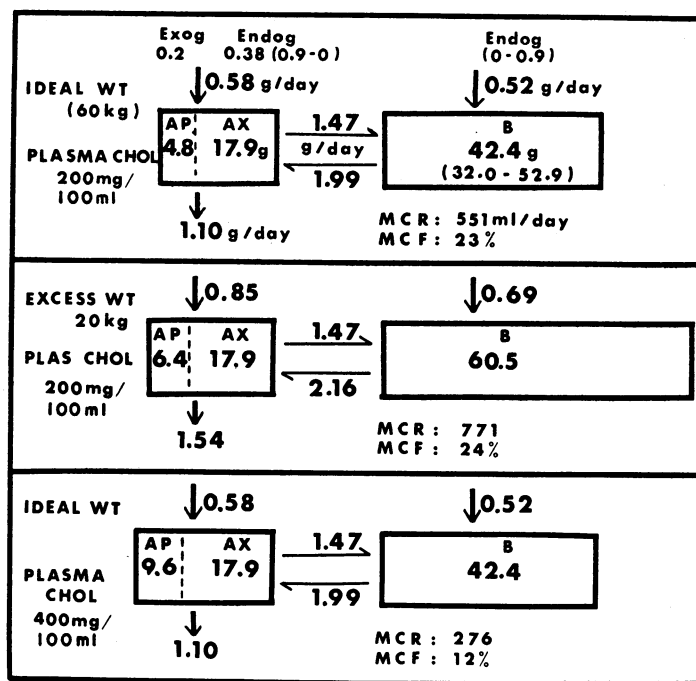 Exog Endog Endog
0.2 0.38 (0.9-0) (0-0.9)
0.58 g/day 0.52 g/day
IDEAL WT
(60kg)
AP AX 1.47 B
4.8 17.9g g/day 42.4 g
PLASMA CHOL 1.99 (32.0 - 52.9)
200mg/
100ml
1.10 g/day
MCR: 551ml/day
MCF: 23%
0.85 0.69
EXCESS WT
20kg
AP AX 1.47 B
PLAS CHOL 6.4 17.9 60.5
2.16
200mg/
100ml
1.54
MCR: 771
MCF: 24%
0.58 0.52
IDEAL WT
AP AX 1.47 B
9.6 17.9 42.4
PLASMA
CHOL 1.99
400mg/
100ml
1.10
MCR: 276
MCF: 12%